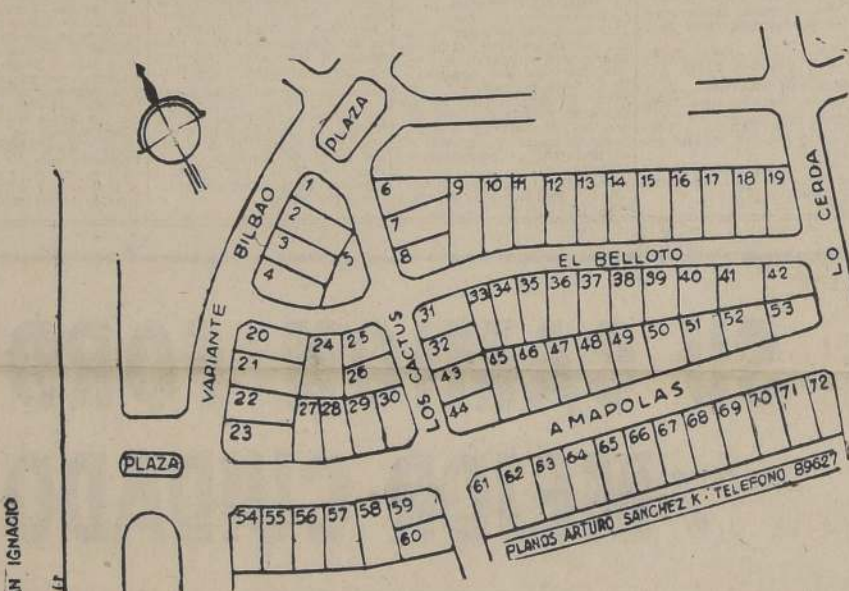 PLAZA
BILBAO
VARIANTE
1
2
3
4
5
6
7
8
9 10 11 12 13 14 15 16 17 18 19
LO CERDA
EL BELLOTO
20
21
22
23
24
25
26
27 28 29 30
LOS CACTUS
31
32
33 34 35 36 37 38 39 40 41 42
43
44
45 46 47 48 49 50 51 52 53
AMAPOLAS
PLAZA
54 55 56 57 58 59
60
61 62 63 64 65 66 67 68 69 70 71 72
PLANOS ARTURO SANCHEZ K. TELEFONO 89627
AN IGNACIO